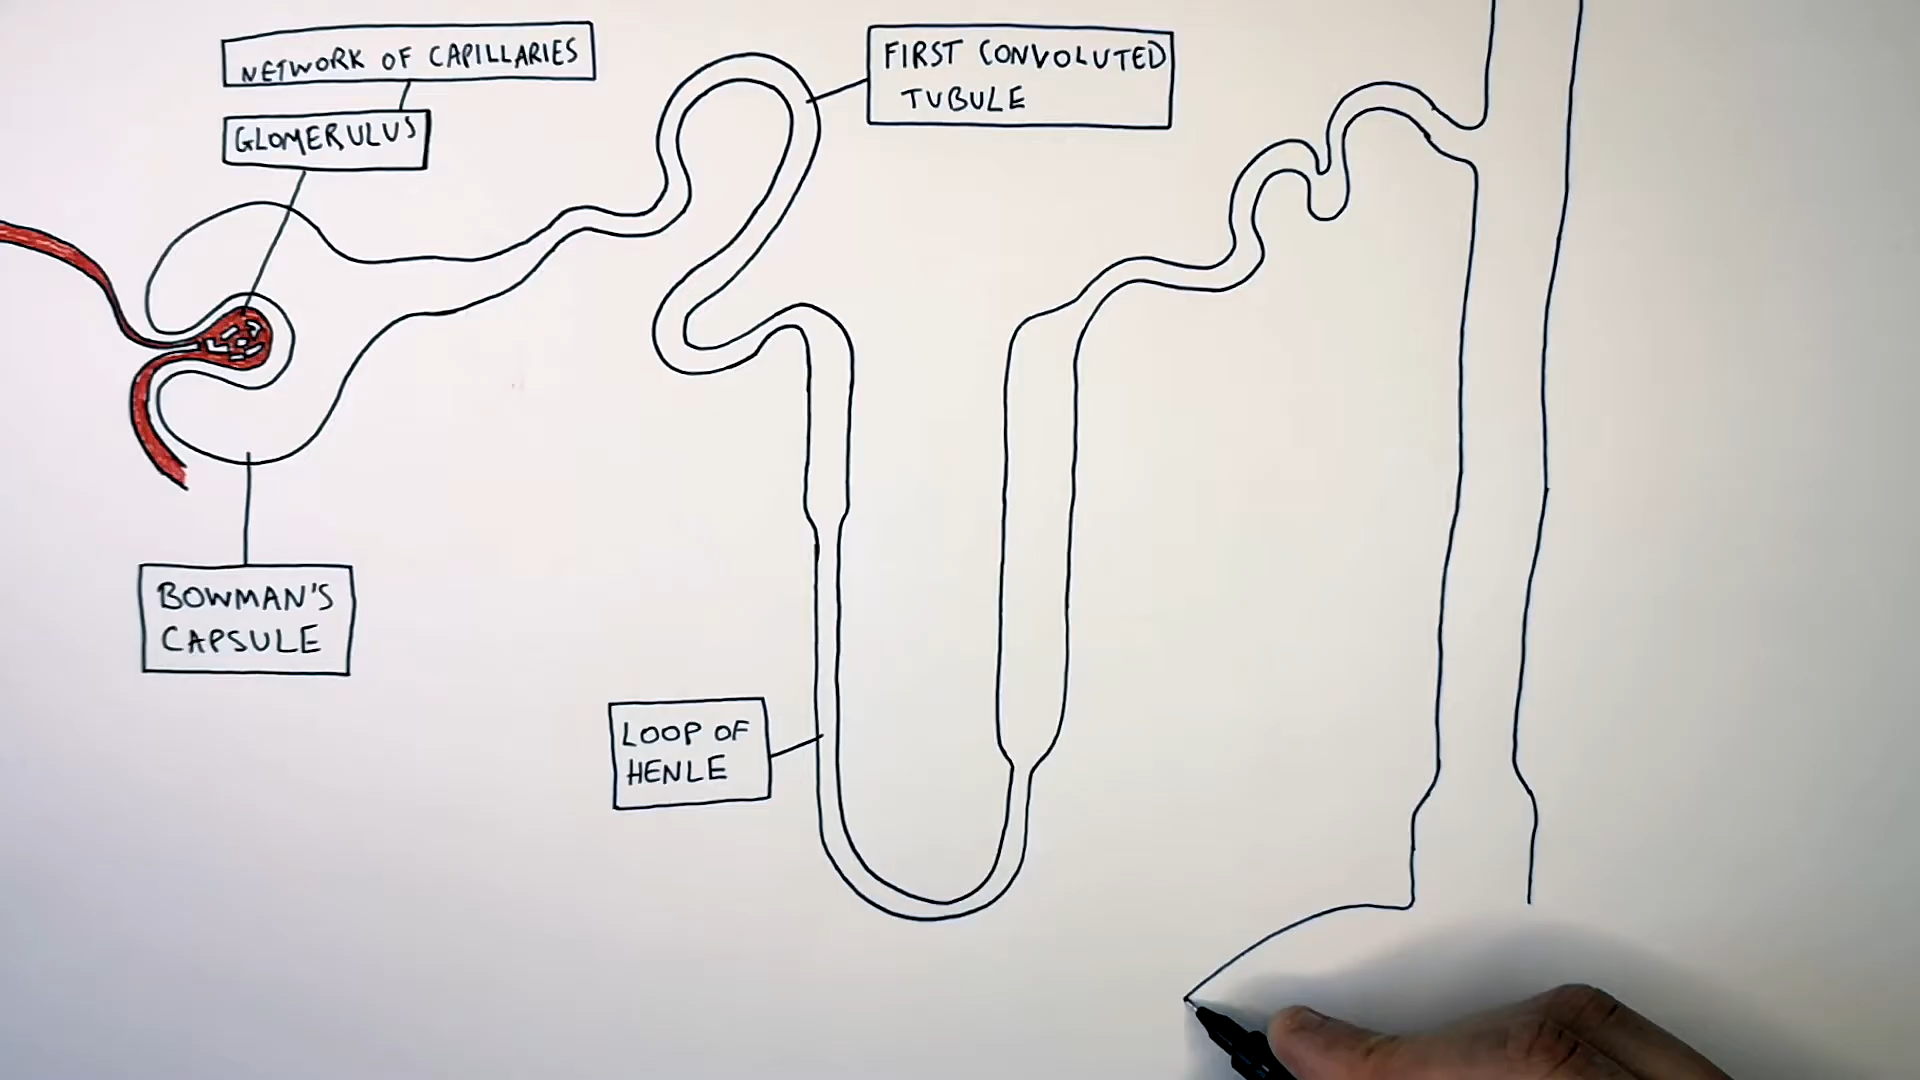 NETWORK OF CAPILLARIES
GLOMERULUS
FIRST CONVOLUTED
TUBULE
BOWMAN'S
CAPSULE
LOOP OF
HENLE